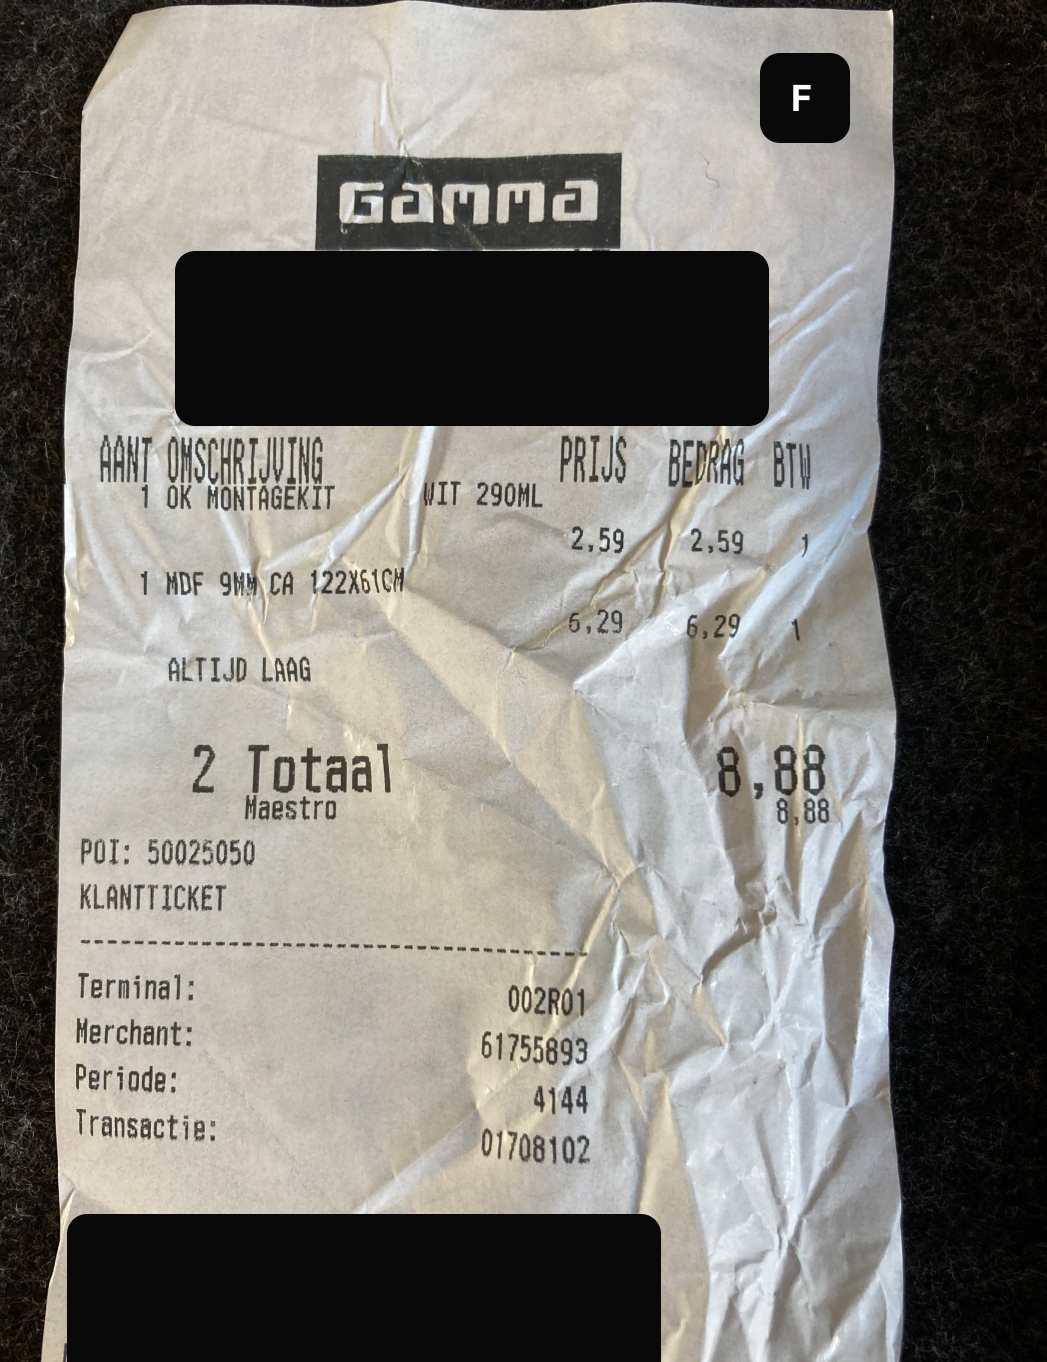 F
GAMMA
AANT OMSCHRIJVING PRIJS BEDRAG BTW
1 OK MONTAGEKIT WIT 290ML
2,59 2,59 1
1 MDF 9MM CA 122X61CM
6,29 6,29 1
ALTIJD LAAG
2 Totaal 8,88
Maestro 8,88
POI: 50025050
KLANTTICKET
--------------------------------------
Terminal: 002R01
Merchant: 61755893
Periode: 4144
Transactie: 01708102